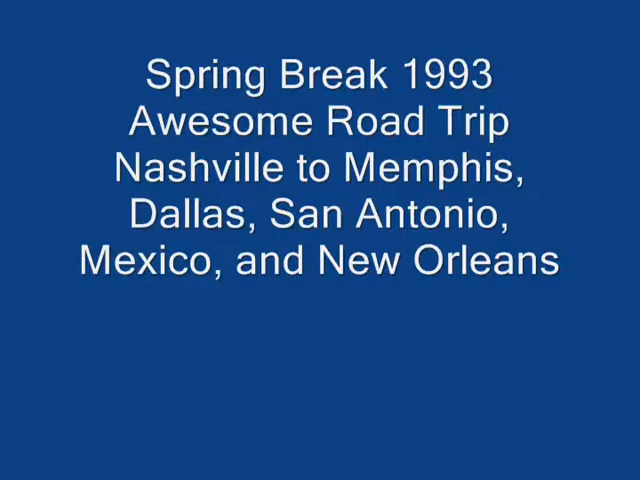 Spring Break 1993
Awesome Road Trip
Nashville to Memphis,
Dallas, San Antonio,
Mexico, and New Orleans